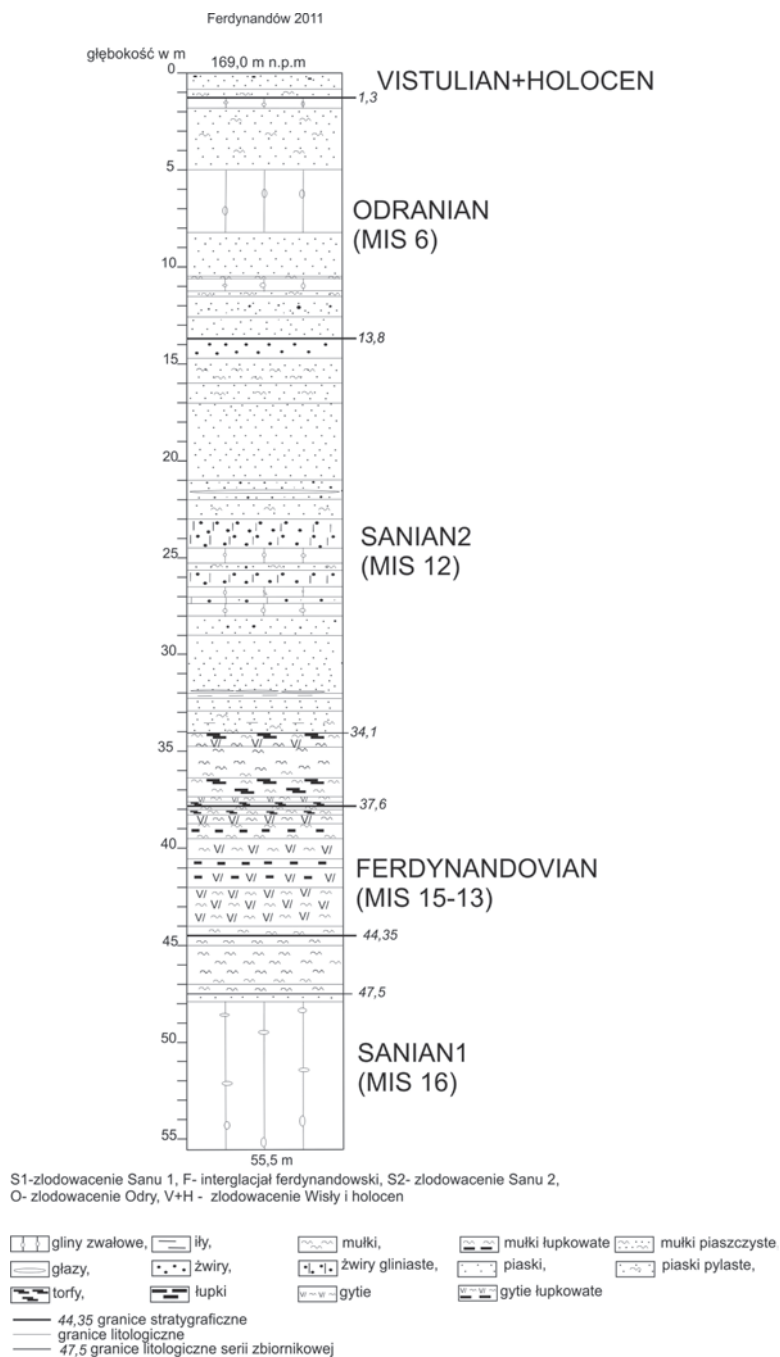 Ferdynandów 2011
głębokość w m
169,0 m n.p.m
0
VISTULIAN+HOLOCEN
1,3
5
ODRANIAN
(MIS 6)
10
13,8
15
20
SANIAN2
(MIS 12)
25
30
34,1
35
37,6
40
FERDYNANDOVIAN
(MIS 15-13)
44,35
45
47,5
50
SANIAN1
(MIS 16)
55
55,5 m
S1-zlodowacenie Sanu 1, F- interglacjał ferdynandowski, S2- zlodowacenie Sanu 2,
O- zlodowacenie Odry, V+H - zlodowacenie Wisły i holocen
gliny zwałowe, iły, mułki, mułki łupkowate mułki piaszczyste,
głazy, żwiry, żwiry gliniaste, piaski, piaski pylaste,
torfy, łupki gytie gytie łupkowate
44,35 granice stratygraficzne
granice litologiczne
47,5 granice litologiczne serii zbiornikowej